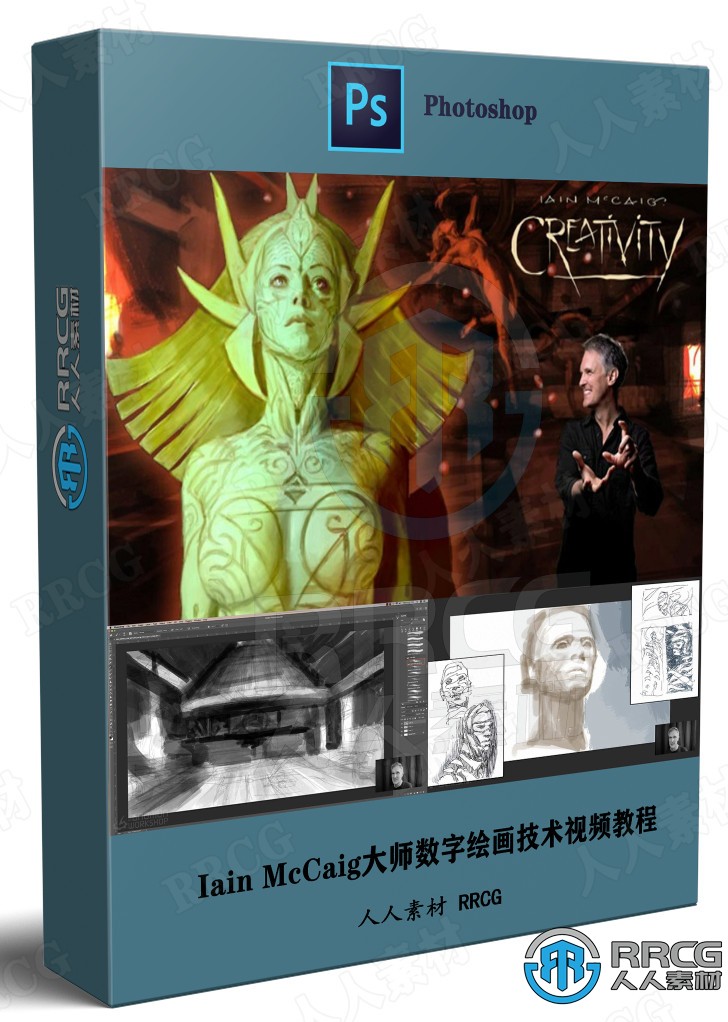 Ps Photoshop
IAIN McCAIG
CREATIVITY
RRCG
人人素材
WORKSHOP
Iain McCaig大师数字绘画技术视频教程
人人素材 RRCG
RRCG
人人素材